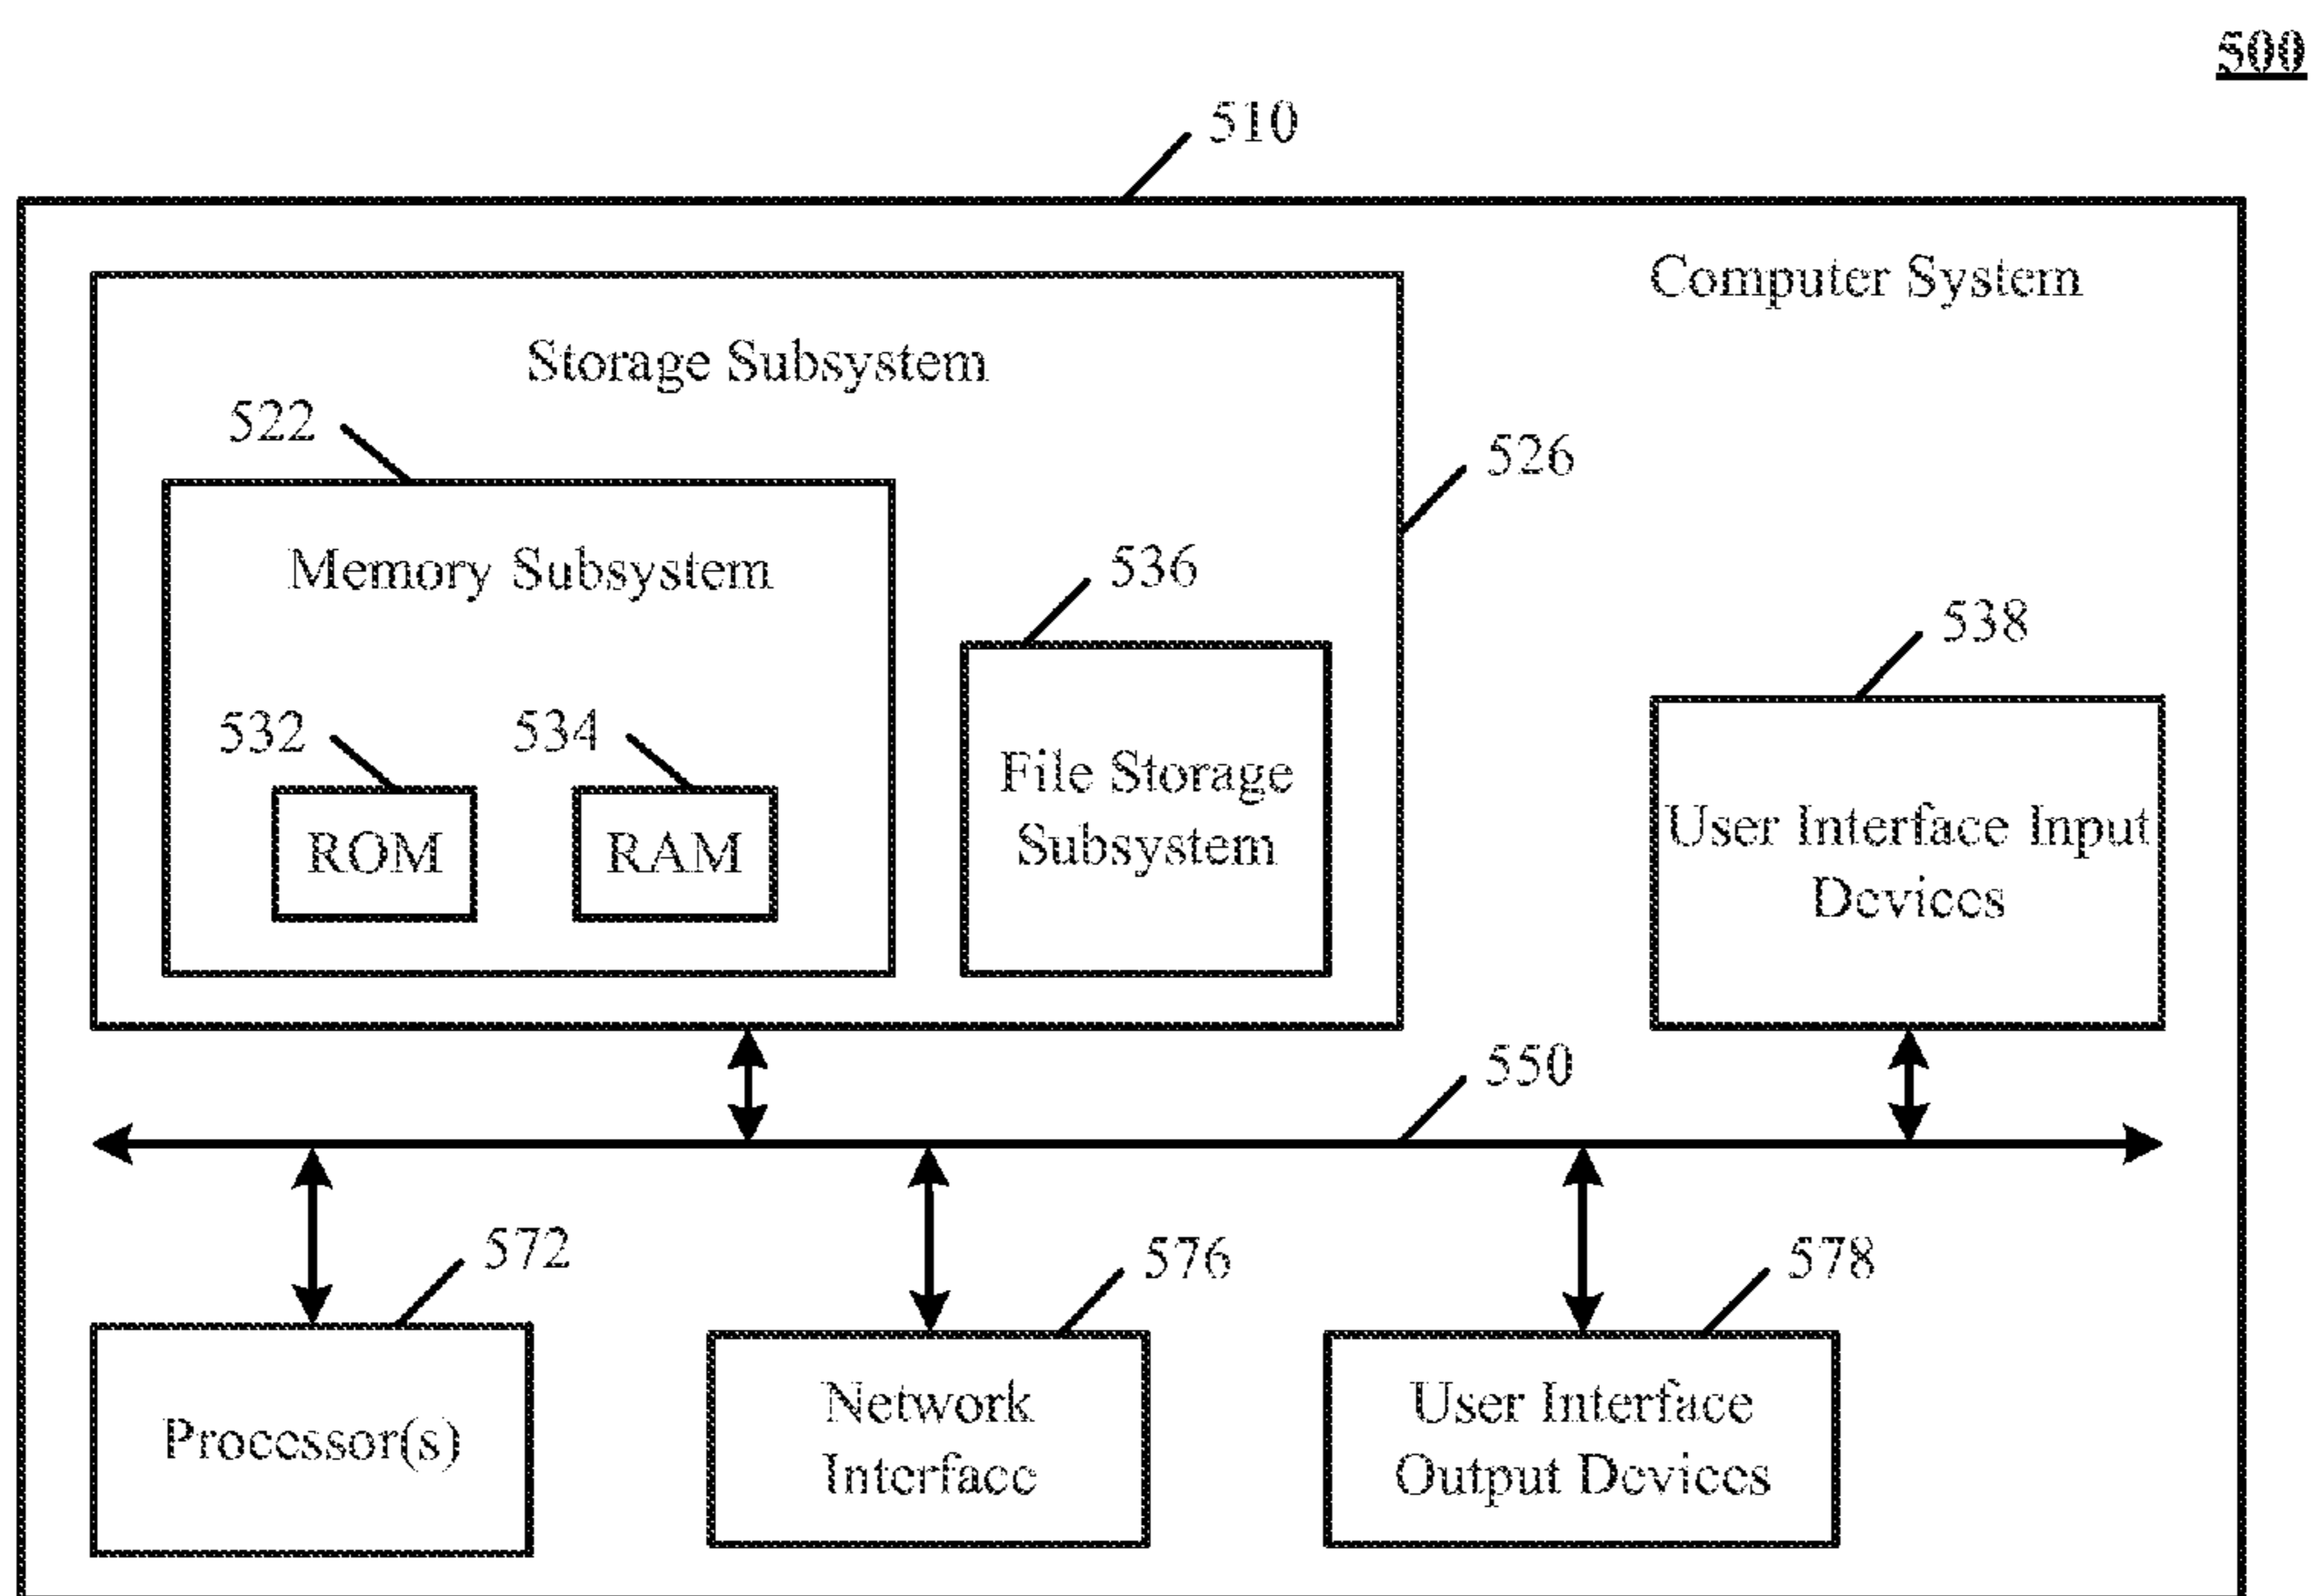 500
510
Computer System
Storage Subsystem
522
526
Memory Subsystem
536
538
532
534
File Storage
Subsystem
User Interface Input
Devices
ROM
RAM
550
572
576
578
Processor(s)
Network
Interface
User Interface
Output Devices